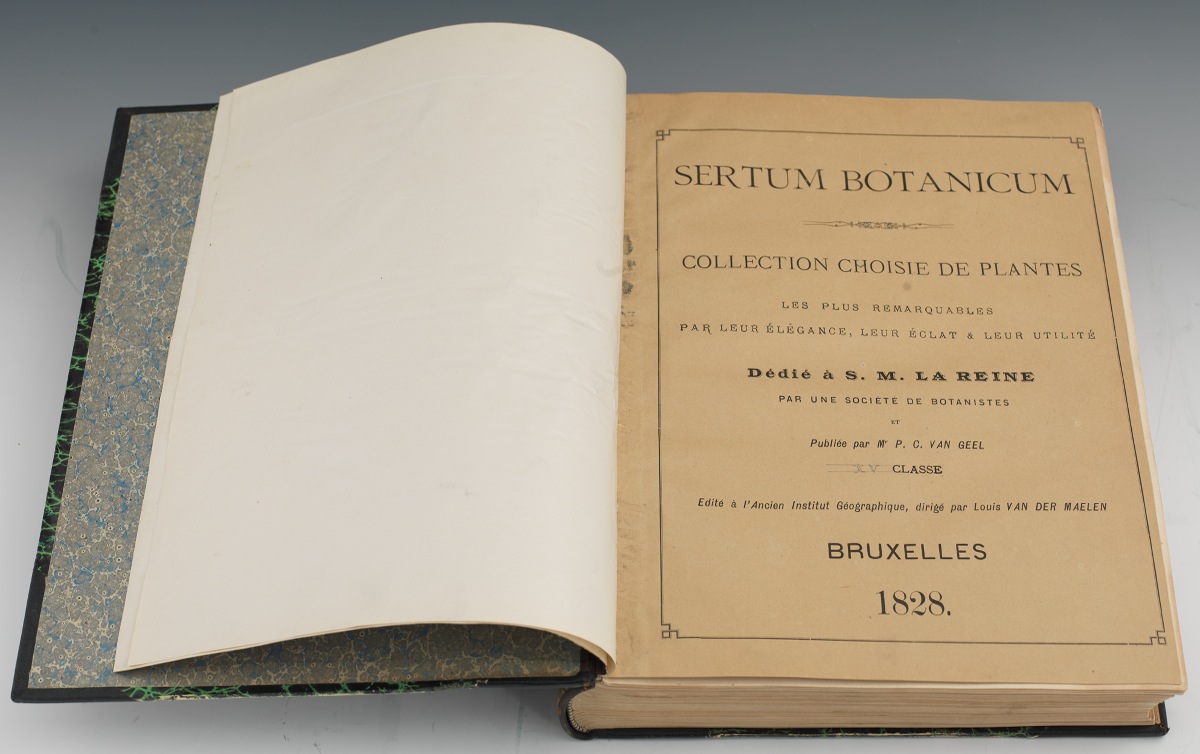 SERTUM BOTANICUM
COLLECTION CHOISIE DE PLANTES
LES PLUS REMARQUABLES
PAR LEUR ÉLÉGANCE, LEUR ÉCLAT & LEUR UTILITÉ
Dédié à S. M. LA REINE
PAR UNE SOCIÉTÉ DE BOTANISTES
ET
Publiée par Mr P. C. VAN GEEL
XV CLASSE
Edité à l'Ancien Institut Géographique, dirigé par Louis VAN DER MAELEN
BRUXELLES
1828.